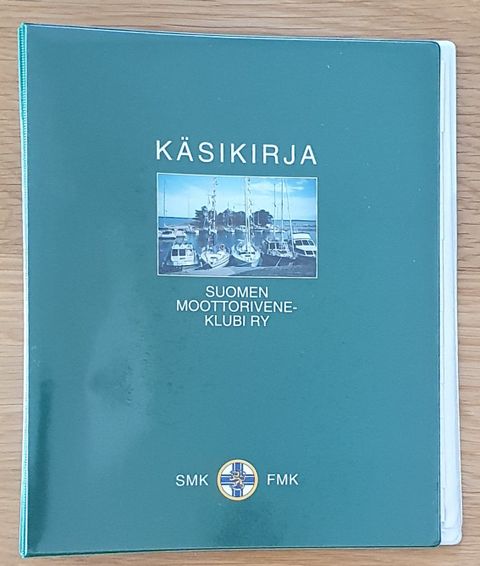 KÄSIKIRJA
SUOMEN
MOOTTORIVENE-
KLUBI RY
SMK FMK